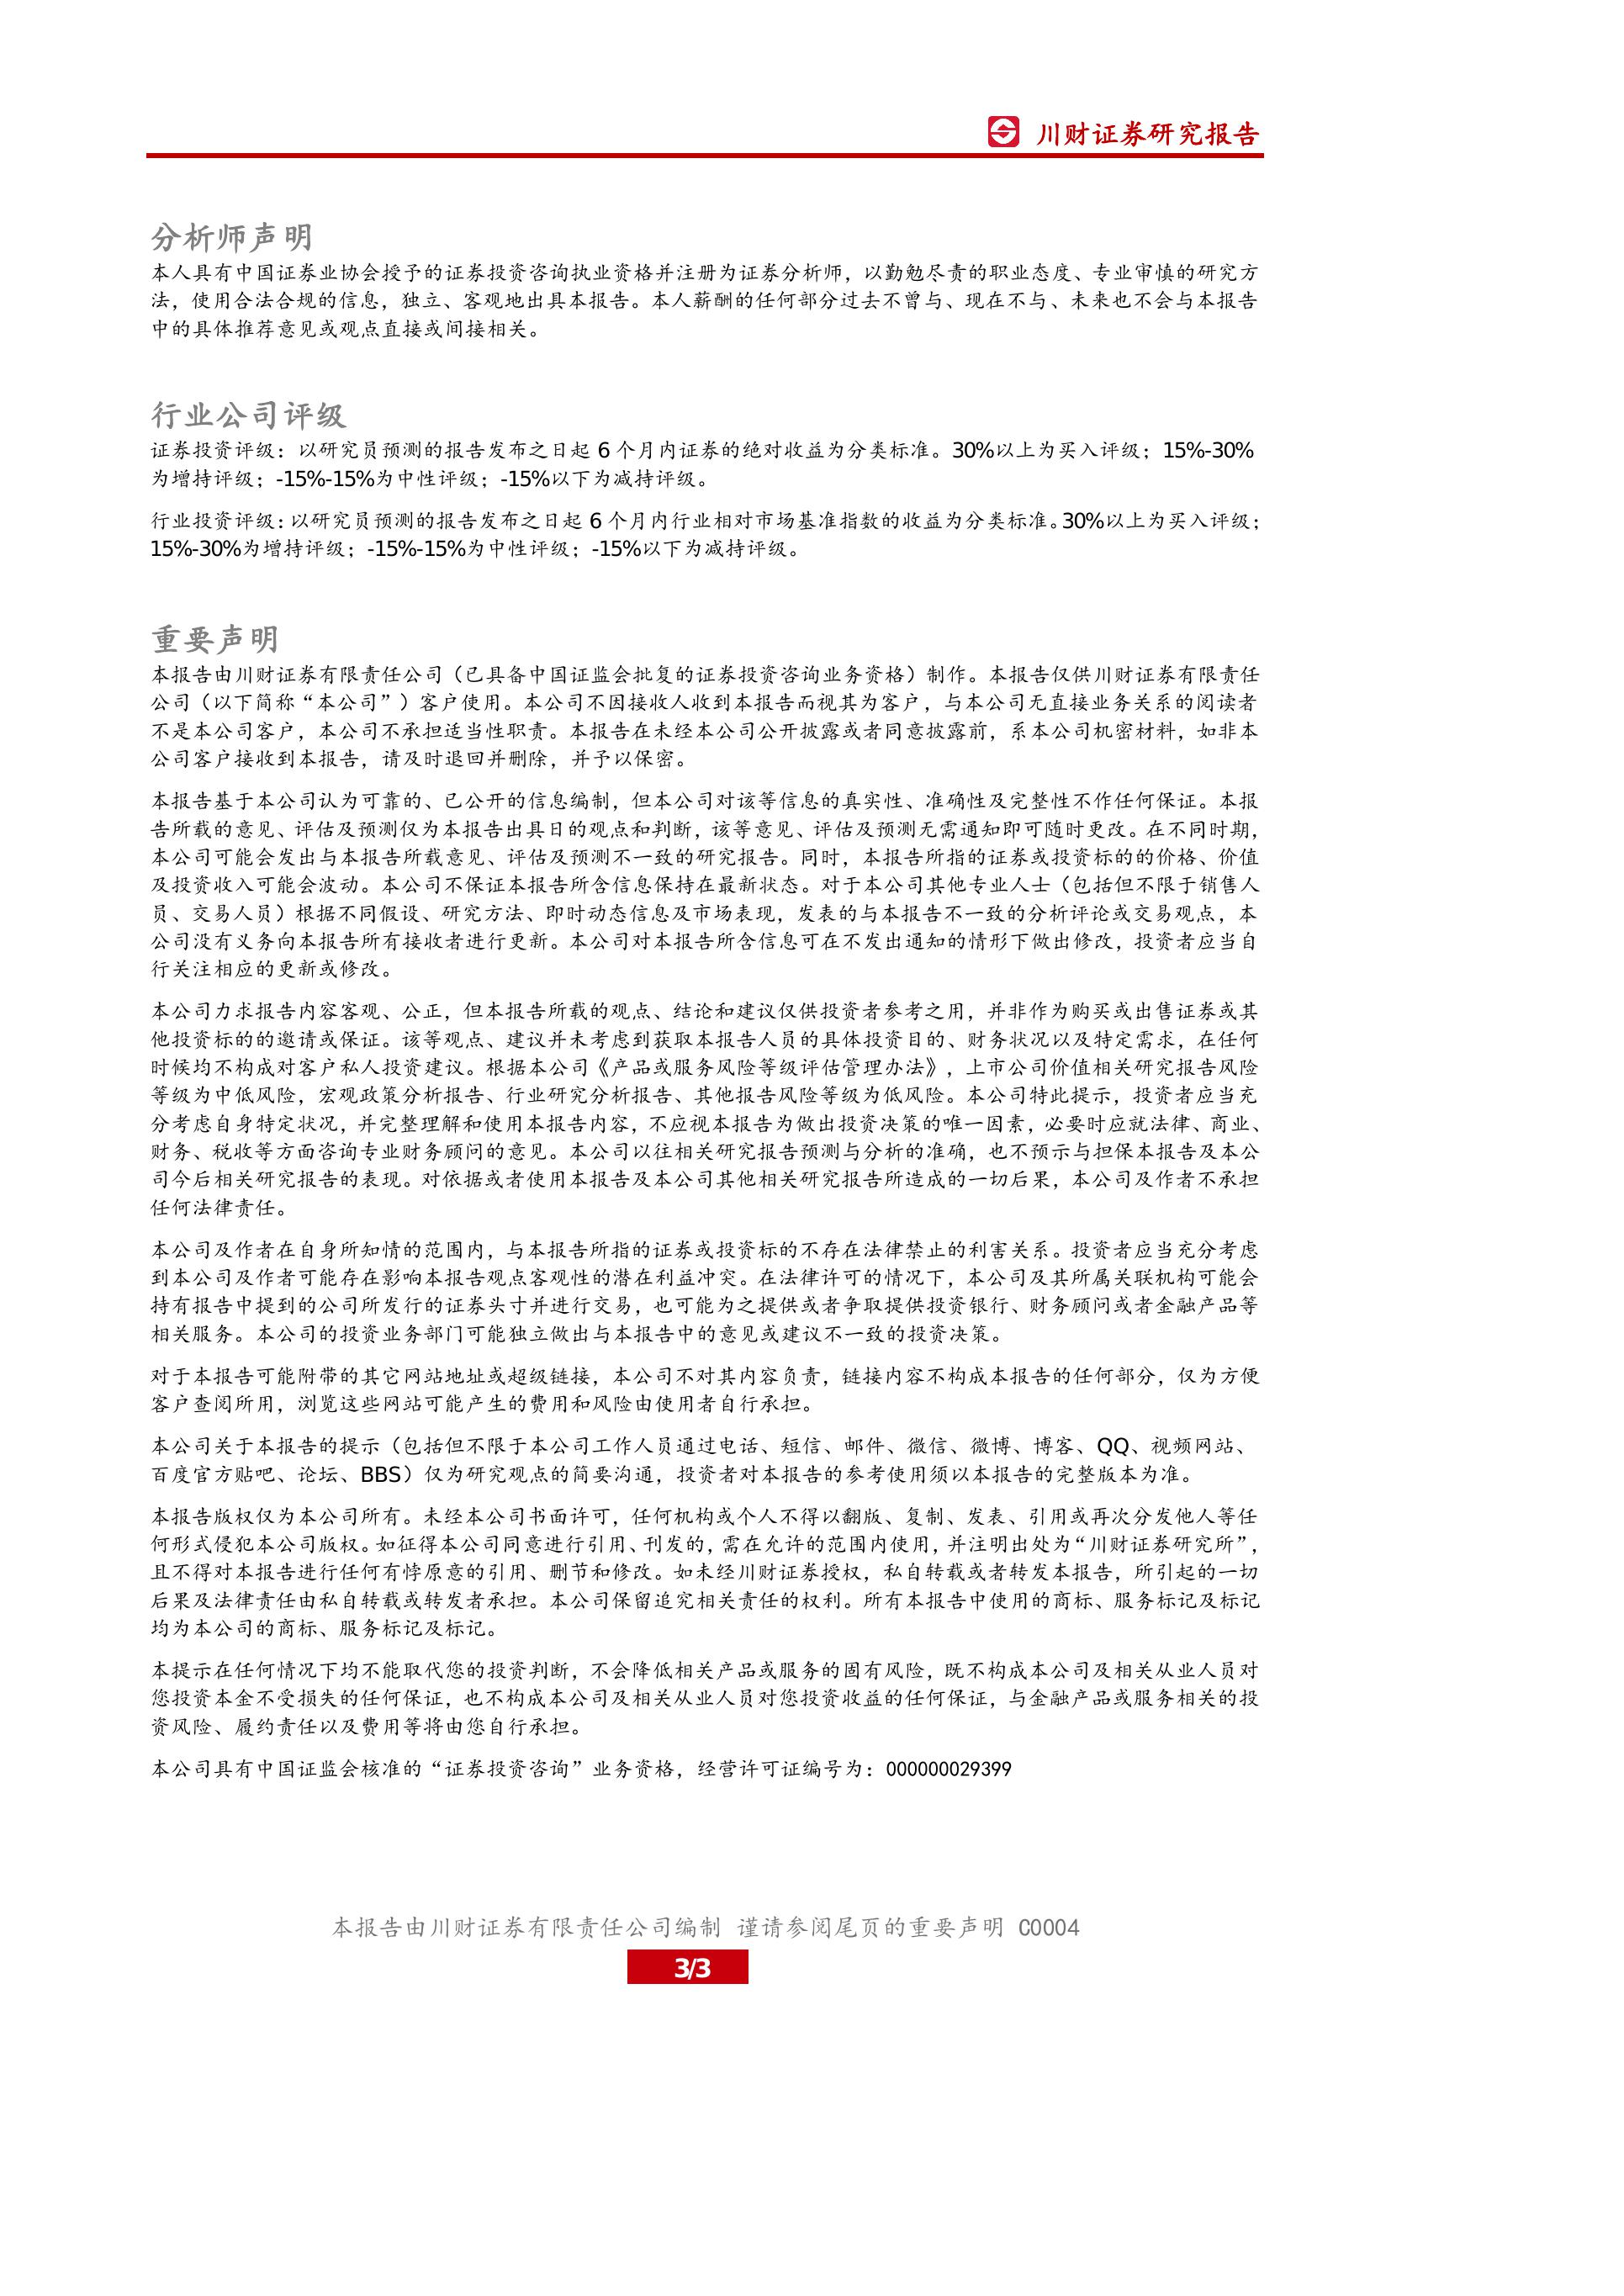 川财证券研究报告
分析师声明
本人具有中国证券业协会授予的证券投资咨询执业资格并注册为证券分析师，以勤勉尽责的职业态度、专业审慎的研究方
法，使用合法合规的信息，独立、客观地出具本报告。本人薪酬的任何部分过去不曾与、现在不与、未来也不会与本报告
中的具体推荐意见或观点直接或间接相关。
行业公司评级
证券投资评级：以研究员预测的报告发布之日起 6 个月内证券的绝对收益为分类标准。30%以上为买入评级；15%-30%
为增持评级；-15%-15%为中性评级；-15%以下为减持评级。
行业投资评级：以研究员预测的报告发布之日起 6 个月内行业相对市场基准指数的收益为分类标准。30%以上为买入评级；
15%-30%为增持评级；-15%-15%为中性评级；-15%以下为减持评级。
重要声明
本报告由川财证券有限责任公司（已具备中国证监会批复的证券投资咨询业务资格）制作。本报告仅供川财证券有限责任
公司（以下简称“本公司”）客户使用。本公司不因接收人收到本报告而视其为客户，与本公司无直接业务关系的阅读者
不是本公司客户，本公司不承担适当性职责。本报告在未经本公司公开披露或者同意披露前，系本公司机密材料，如非本
公司客户接收到本报告，请及时退回并删除，并予以保密。
本报告基于本公司认为可靠的、已公开的信息编制，但本公司对该等信息的真实性、准确性及完整性不作任何保证。本报
告所载的意见、评估及预测仅为本报告出具日的观点和判断，该等意见、评估及预测无需通知即可随时更改。在不同时期，
本公司可能会发出与本报告所载意见、评估及预测不一致的研究报告。同时，本报告所指的证券或投资标的的价格、价值
及投资收入可能会波动。本公司不保证本报告所含信息保持在最新状态。对于本公司其他专业人士（包括但不限于销售人
员、交易人员）根据不同假设、研究方法、即时动态信息及市场表现，发表的与本报告不一致的分析评论或交易观点，本
公司没有义务向本报告所有接收者进行更新。本公司对本报告所含信息可在不发出通知的情形下做出修改，投资者应当自
行关注相应的更新或修改。
本公司力求报告内容客观、公正，但本报告所载的观点、结论和建议仅供投资者参考之用，并非作为购买或出售证券或其
他投资标的的邀请或保证。该等观点、建议并未考虑到获取本报告人员的具体投资目的、财务状况以及特定需求，在任何
时候均不构成对客户私人投资建议。根据本公司《产品或服务风险等级评估管理办法》，上市公司价值相关研究报告风险
等级为中低风险，宏观政策分析报告、行业研究分析报告、其他报告风险等级为低风险。本公司特此提示，投资者应当充
分考虑自身特定状况，并完整理解和使用本报告内容，不应视本报告为做出投资决策的唯一因素，必要时应就法律、商业、
财务、税收等方面咨询专业财务顾问的意见。本公司以往相关研究报告预测与分析的准确，也不预示与担保本报告及本公
司今后相关研究报告的表现。对依据或者使用本报告及本公司其他相关研究报告所造成的一切后果，本公司及作者不承担
任何法律责任。
本公司及作者在自身所知情的范围内，与本报告所指的证券或投资标的不存在法律禁止的利害关系。投资者应当充分考虑
到本公司及作者可能存在影响本报告观点客观性的潜在利益冲突。在法律许可的情况下，本公司及其所属关联机构可能会
持有报告中提到的公司所发行的证券头寸并进行交易，也可能为之提供或者争取提供投资银行、财务顾问或者金融产品等
相关服务。本公司的投资业务部门可能独立做出与本报告中的意见或建议不一致的投资决策。
对于本报告可能附带的其它网站地址或超级链接，本公司不对其内容负责，链接内容不构成本报告的任何部分，仅为方便
客户查阅所用，浏览这些网站可能产生的费用和风险由使用者自行承担。
本公司关于本报告的提示（包括但不限于本公司工作人员通过电话、短信、邮件、微信、微博、博客、QQ、视频网站、
百度官方贴吧、论坛、BBS）仅为研究观点的简要沟通，投资者对本报告的参考使用须以本报告的完整版本为准。
本报告版权仅为本公司所有。未经本公司书面许可，任何机构或个人不得以翻版、复制、发表、引用或再次分发他人等任
何形式侵犯本公司版权。如征得本公司同意进行引用、刊发的，需在允许的范围内使用，并注明出处为“川财证券研究所”，
且不得对本报告进行任何有悖原意的引用、删节和修改。如未经川财证券授权，私自转载或者转发本报告，所引起的一切
后果及法律责任由私自转载或转发者承担。本公司保留追究相关责任的权利。所有本报告中使用的商标、服务标记及标记
均为本公司的商标、服务标记及标记。
本提示在任何情况下均不能取代您的投资判断，不会降低相关产品或服务的固有风险，既不构成本公司及相关从业人员对
您投资本金不受损失的任何保证，也不构成本公司及相关从业人员对您投资收益的任何保证，与金融产品或服务相关的投
资风险、履约责任以及费用等将由您自行承担。
本公司具有中国证监会核准的“证券投资咨询”业务资格，经营许可证编号为：000000029399
本报告由川财证券有限责任公司编制 谨请参阅尾页的重要声明 C0004
3/3